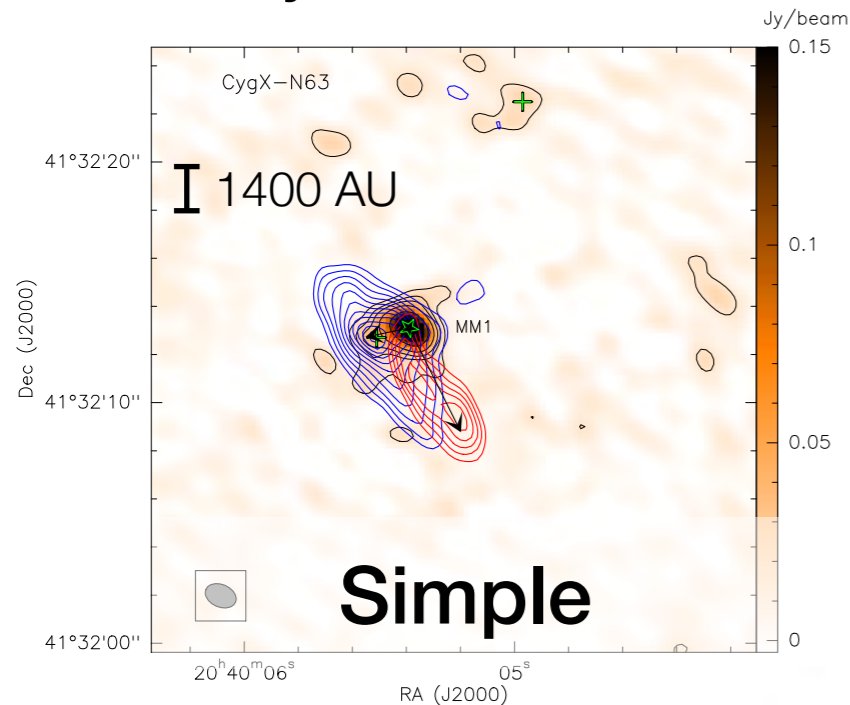 Jy/beam
0.15
CygX-N63
41°32'20''
1400 AU
0.1
Dec (J2000)
MM1
41°32'10''
0.05
Simple
41°32'00''
0
20ʰ40ᵐ06ˢ
05ˢ
RA (J2000)